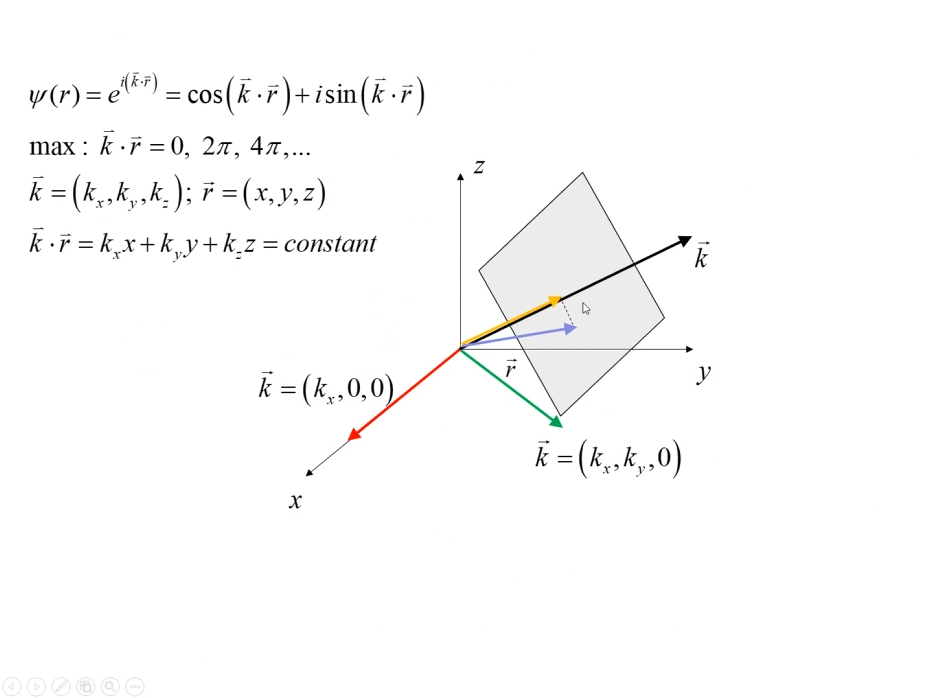 ψ(r) = e^{i(k⃗·r⃗)} = cos(k⃗·r⃗) + i sin(k⃗·r⃗)
max : k⃗·r⃗ = 0, 2π, 4π,...
k⃗ = (k_x, k_y, k_z); r⃗ = (x, y, z)
k⃗·r⃗ = k_x x + k_y y + k_z z = constant
z
k⃗
r⃗
y
k⃗ = (k_x, 0, 0)
k⃗ = (k_x, k_y, 0)
x